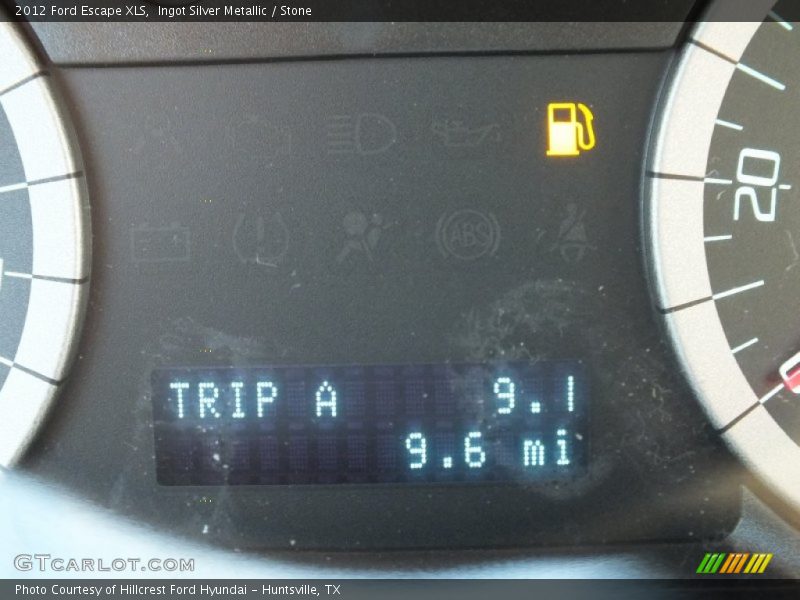 2012 Ford Escape XLS,  Ingot Silver Metallic / Stone
ABS
20
TRIP A 9.1
9.6 mi
GTCARLOT.COM
Photo Courtesy of Hillcrest Ford Hyundai - Huntsville, TX